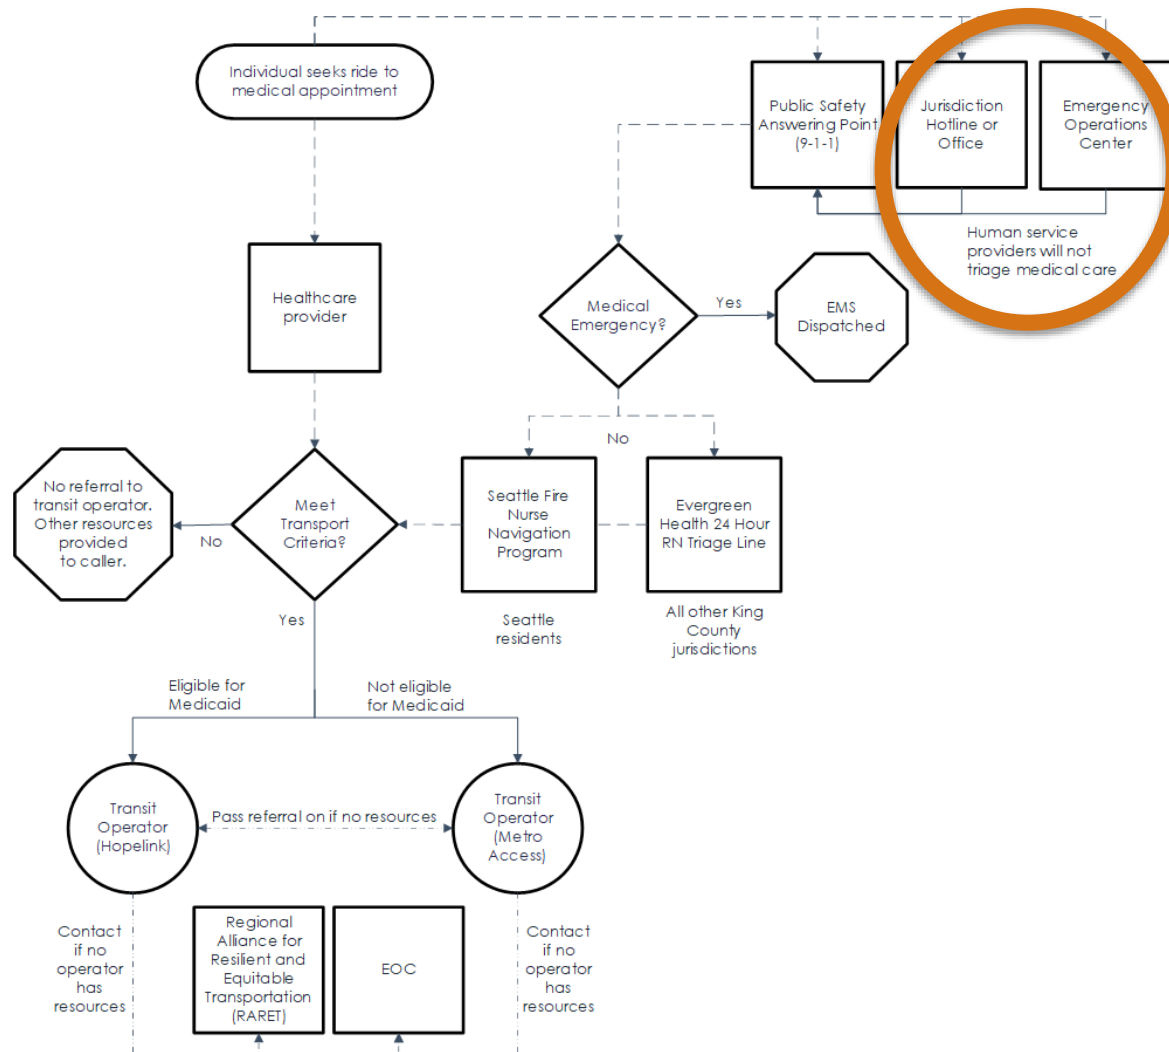 Individual seeks ride to
medical appointment
Public Safety
Answering Point
(9-1-1)
Jurisdiction
Hotline or
Office
Emergency
Operations
Center
Human service
providers will not
triage medical care
Healthcare
provider
Medical
Emergency?
Yes
EMS
Dispatched
No
No referral to
transit operator.
Other resources
provided
to caller.
No
Meet
Transport
Criteria?
Seattle Fire
Nurse
Navigation
Program
Evergreen
Health 24 Hour
RN Triage Line
Yes
Seattle
residents
All other King
County
jurisdictions
Eligible for
Medicaid
Not eligible
for Medicaid
Transit
Operator
(Hopelink)
Pass referral on if no resources
Transit
Operator
(Metro
Access)
Contact
if no
operator
has
resources
Regional
Alliance for
Resilient and
Equitable
Transportation
(RARET)
EOC
Contact
if no
operator
has
resources